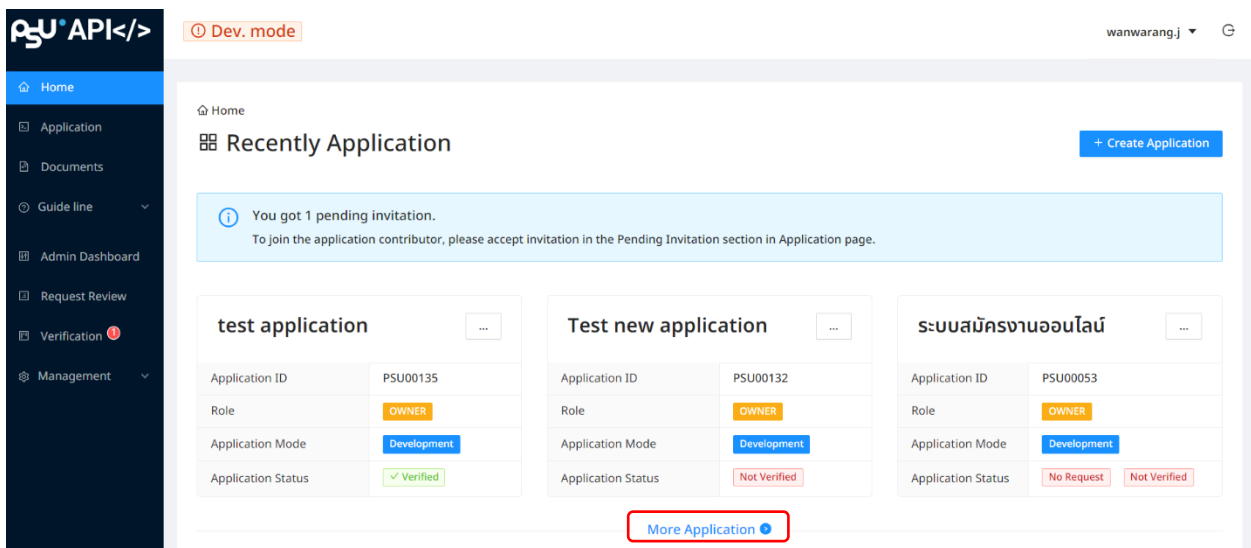 PSU API</>
Dev. mode
wanwarang.j
Home
Application
Documents
Guide line
Admin Dashboard
Request Review
Verification 1
Management
Home
Recently Application
+ Create Application
You got 1 pending invitation.
To join the application contributor, please accept invitation in the Pending Invitation section in Application page.
test application ...
Application ID PSU00135
Role OWNER
Application Mode Development
Application Status Verified
Test new application ...
Application ID PSU00132
Role OWNER
Application Mode Development
Application Status Not Verified
ระบบสมัครงานออนไลน์ ...
Application ID PSU00053
Role OWNER
Application Mode Development
Application Status No Request Not Verified
More Application